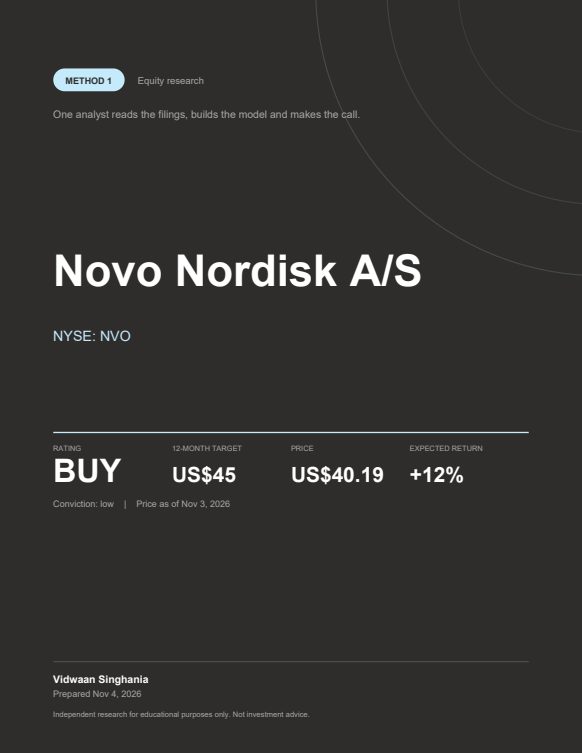 METHOD 1 Equity research
One analyst reads the filings, builds the model and makes the call.
Novo Nordisk A/S
NYSE: NVO
RATING 12-MONTH TARGET PRICE EXPECTED RETURN
BUY US$45 US$40.19 +12%
Conviction: low | Price as of Nov 3, 2026
Vidwaan Singhania
Prepared Nov 4, 2026
Independent research for educational purposes only. Not investment advice.